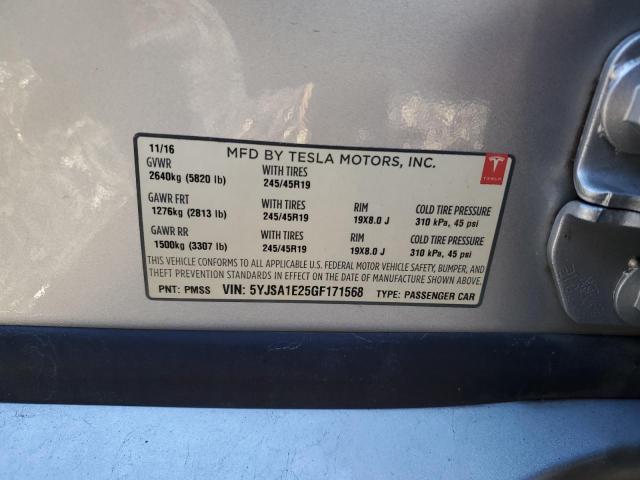 11/16 MFD BY TESLA MOTORS, INC.
GVWR WITH TIRES
2640kg (5820 lb) 245/45R19
TESLA
GAWR FRT WITH TIRES RIM COLD TIRE PRESSURE
1276kg (2813 lb) 245/45R19 19X8.0 J 310 kPa, 45 psi
GAWR RR WITH TIRES RIM COLD TIRE PRESSURE
1500kg (3307 lb) 245/45R19 19X8.0 J 310 kPa, 45 psi
THIS VEHICLE CONFORMS TO ALL APPLICABLE U.S. FEDERAL MOTOR VEHICLE SAFETY, BUMPER, AND
THEFT PREVENTION STANDARDS IN EFFECT ON THE DATE OF MANUFACTURE SHOWN ABOVE.
PNT: PMSS VIN: 5YJSA1E25GF171568 TYPE: PASSENGER CAR